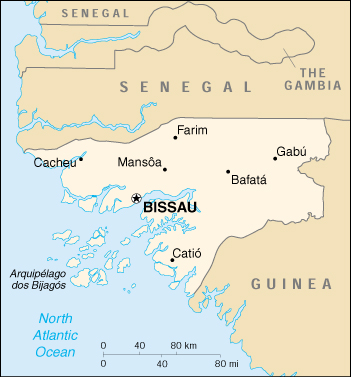 SENEGAL
SENEGAL
THE
GAMBIA
Farim
Cacheu
Mansôa
Gabú
Bafatá
BISSAU
Catió
Arquipélago
dos Bijagós
GUINEA
North
Atlantic
Ocean
0 40 80 km
0 40 80 mi